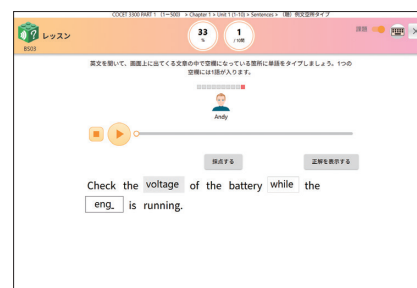 COCET 3300 PART 1 (1~500) > Chapter 1 > Unit 1 (1-10) > Sentences > (聴) 例文空所タイプ
レッスン
BS03
33
%
1
/10問
課題
英文を聞いて、画面上に出てくる文章の中で空欄になっている箇所に単語をタイプしましょう。1つの
空欄には1語が入ります。
Andy
採点する
正解を表示する
Check the voltage of the battery while the
eng_ is running.